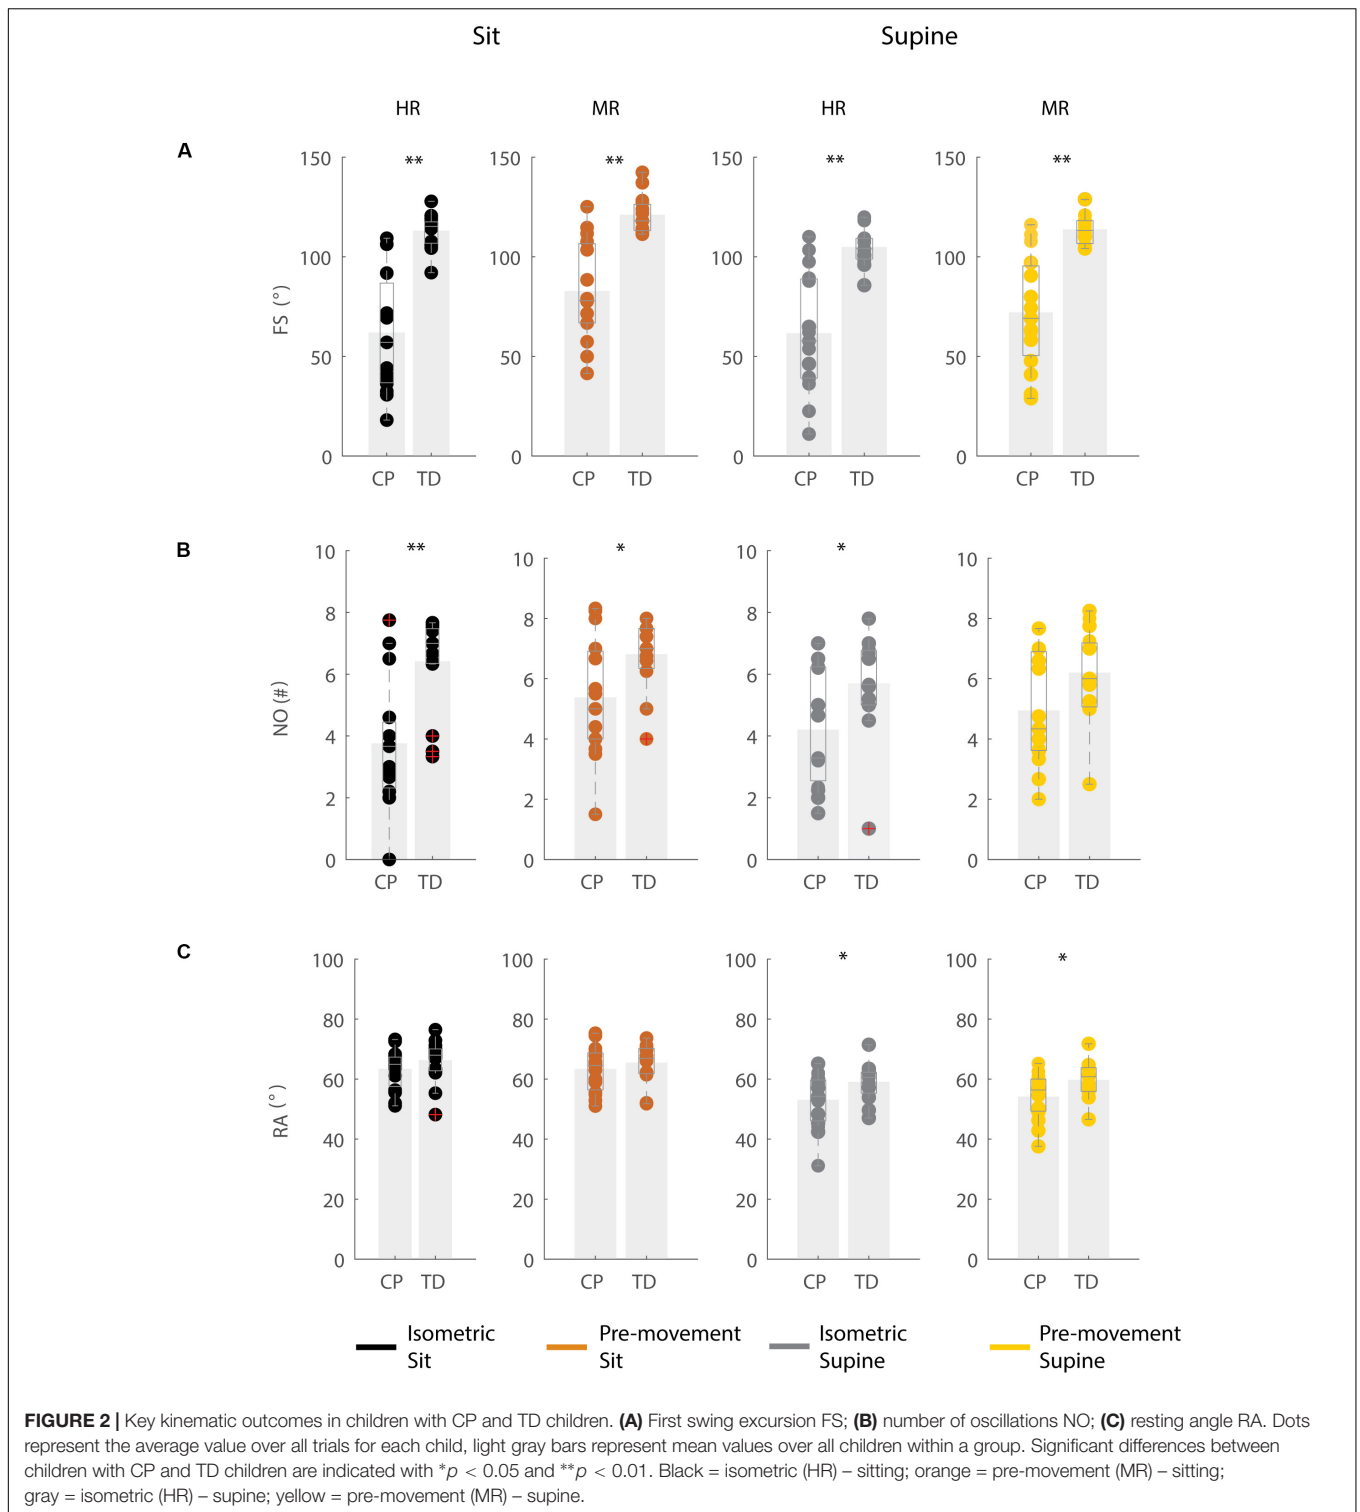 Sit Supine
HR MR HR MR
A
** ** ** **
150 150 150 150
100 100 100 100
50 50 50 50
0 0 0 0
FS (°)
CP TD CP TD CP TD CP TD
B
** * *
10 10 10 10
8 8 8 8
6 6 6 6
4 4 4 4
2 2 2 2
0 0 0 0
NO (#)
CP TD CP TD CP TD CP TD
C
* *
100 100 100 100
80 80 80 80
60 60 60 60
40 40 40 40
20 20 20 20
0 0 0 0
RA (°)
CP TD CP TD CP TD CP TD
Isometric Sit
Pre-movement Sit
Isometric Supine
Pre-movement Supine
FIGURE 2 | Key kinematic outcomes in children with CP and TD children. (A) First swing excursion FS; (B) number of oscillations NO; (C) resting angle RA. Dots
represent the average value over all trials for each child, light gray bars represent mean values over all children within a group. Significant differences between
children with CP and TD children are indicated with *p < 0.05 and **p < 0.01. Black = isometric (HR) – sitting; orange = pre-movement (MR) – sitting;
gray = isometric (HR) – supine; yellow = pre-movement (MR) – supine.